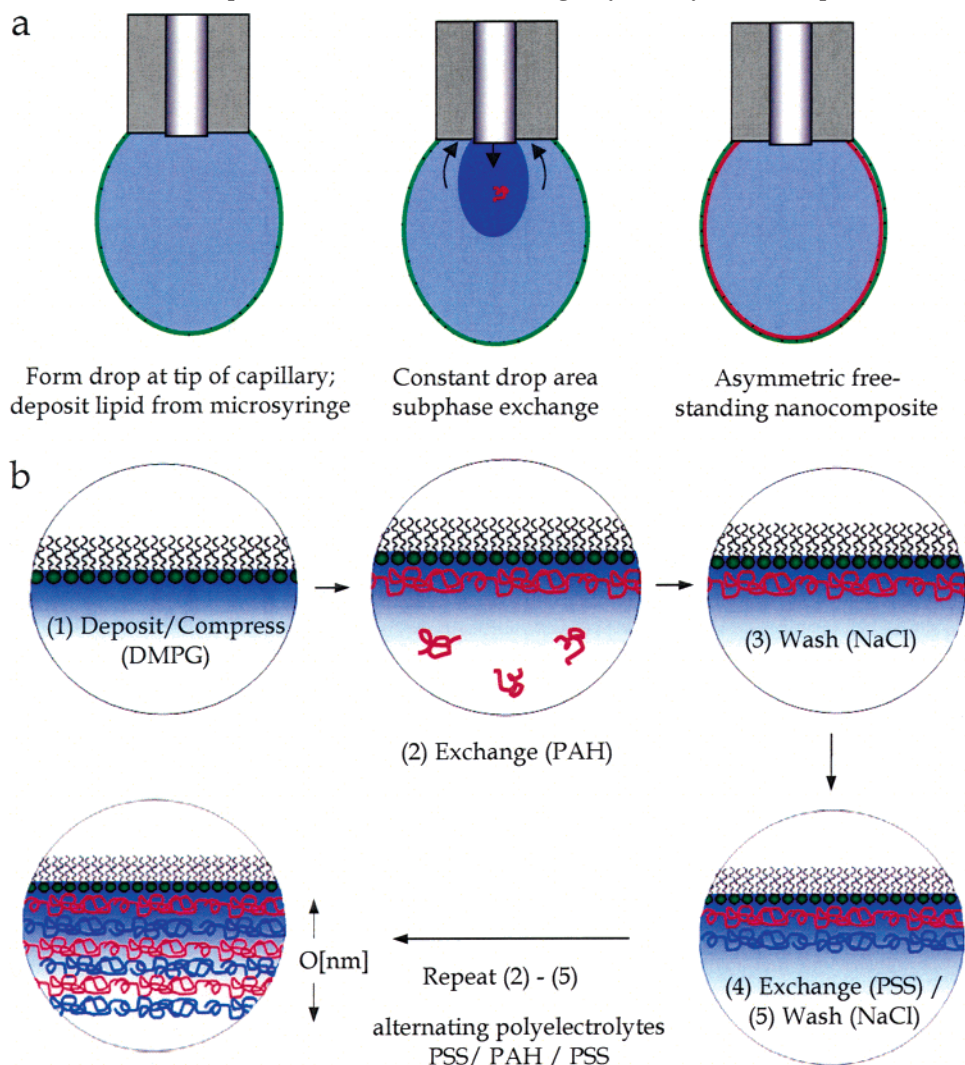 a
Form drop at tip of capillary;
deposit lipid from microsyringe
Constant drop area
subphase exchange
Asymmetric free-
standing nanocomposite
b
(1) Deposit/Compress
(DMPG)
(2) Exchange (PAH)
(3) Wash (NaCl)
(4) Exchange (PSS) /
(5) Wash (NaCl)
O[nm]
Repeat (2) - (5)
alternating polyelectrolytes
PSS/ PAH / PSS